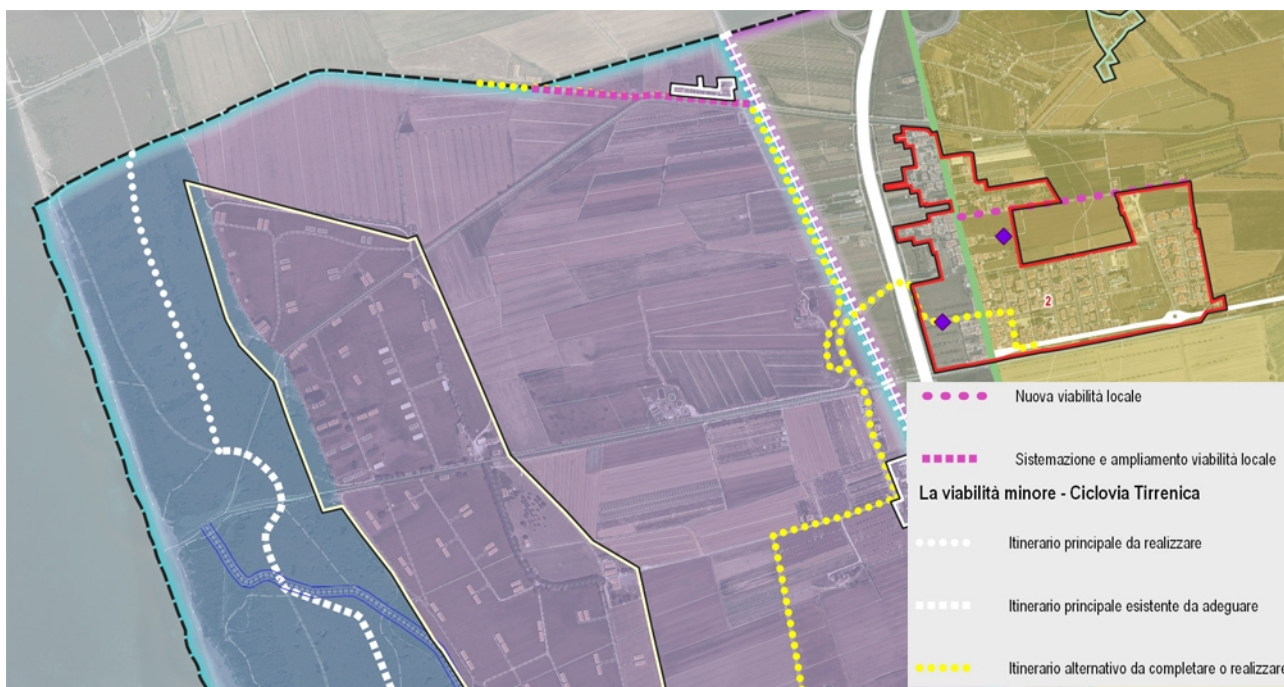 2
Nuova viabilità locale
Sistemazione e ampliamento viabilità locale
La viabilità minore - Ciclovia Tirrenica
Itinerario principale da realizzare
Itinerario principale esistente da adeguare
Itinerario alternativo da completare o realizzare